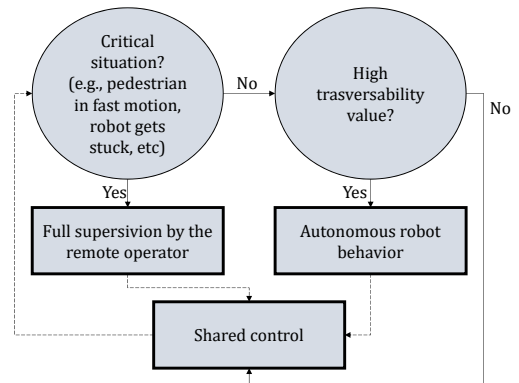 Critical
situation?
(e.g., pedestrian
in fast motion,
robot gets
stuck, etc)
No
High
trasversability
value?
No
Yes
Yes
Full supersivion by the
remote operator
Autonomous robot
behavior
Shared control